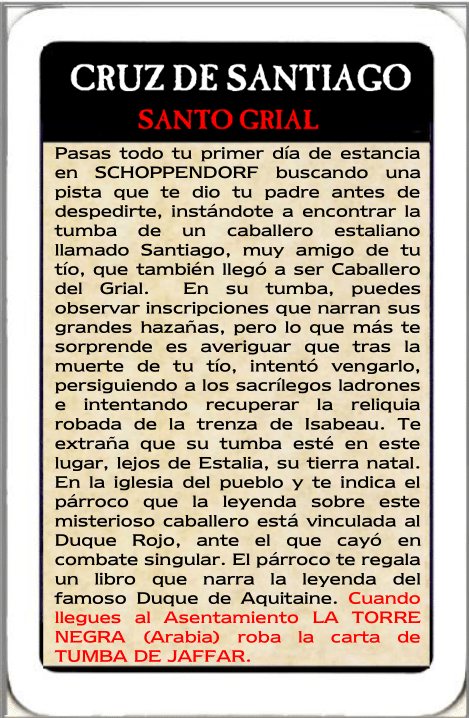 CRUZ DE SANTIAGO
SANTO GRIAL
Pasas todo tu primer día de estancia
en SCHOPPENDORF buscando una
pista que te dio tu padre antes de
despedirte, instándote a encontrar la
tumba de un caballero estaliano
llamado Santiago, muy amigo de tu
tío, que también llegó a ser Caballero
del Grial. En su tumba, puedes
observar inscripciones que narran sus
grandes hazañas, pero lo que más te
sorprende es averiguar que tras la
muerte de tu tío, intentó vengarlo,
persiguiendo a los sacrílegos ladrones
e intentando recuperar la reliquia
robada de la trenza de Isabeau. Te
extraña que su tumba esté en este
lugar, lejos de Estalia, su tierra natal.
En la iglesia del pueblo y te indica el
párroco que la leyenda sobre este
misterioso caballero está vinculada al
Duque Rojo, ante el que cayó en
combate singular. El párroco te regala
un libro que narra la leyenda del
famoso Duque de Aquitaine. Cuando
llegues al Asentamiento LA TORRE
NEGRA (Arabia) roba la carta de
TUMBA DE JAFFAR.